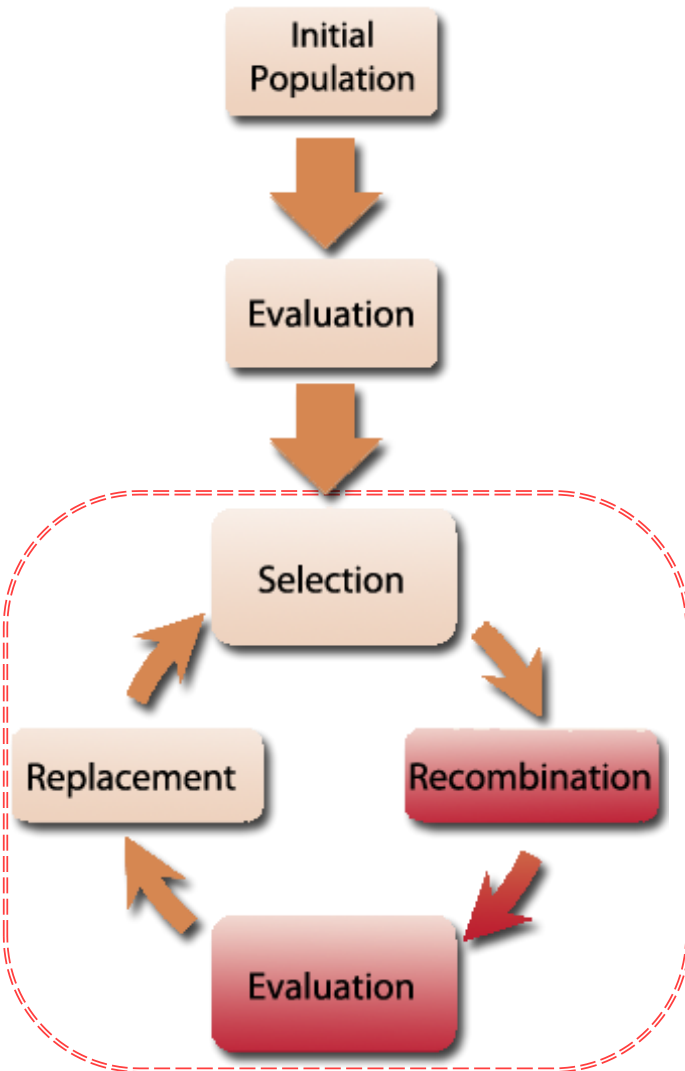 Initial
Population
Evaluation
Selection
Replacement
Recombination
Evaluation